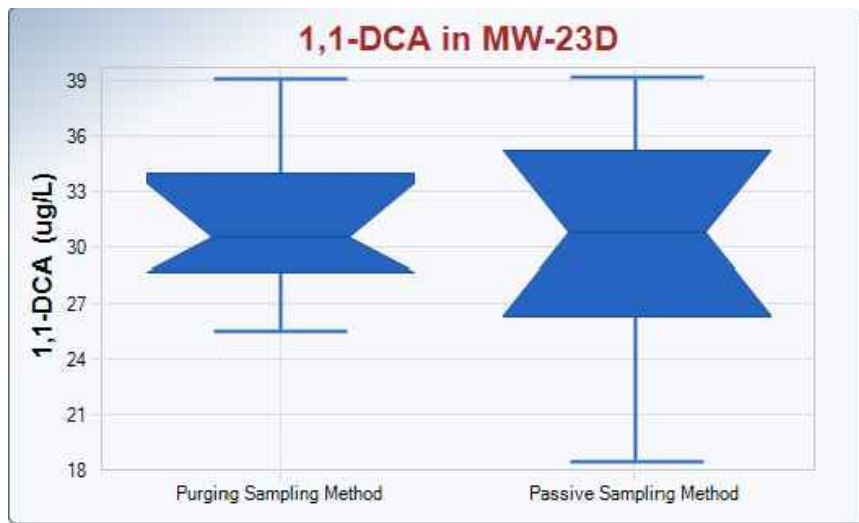 1,1-DCA in MW-23D
1,1-DCA (ug/L)
39
36
33
30
27
24
21
18
Purging Sampling Method
Passive Sampling Method